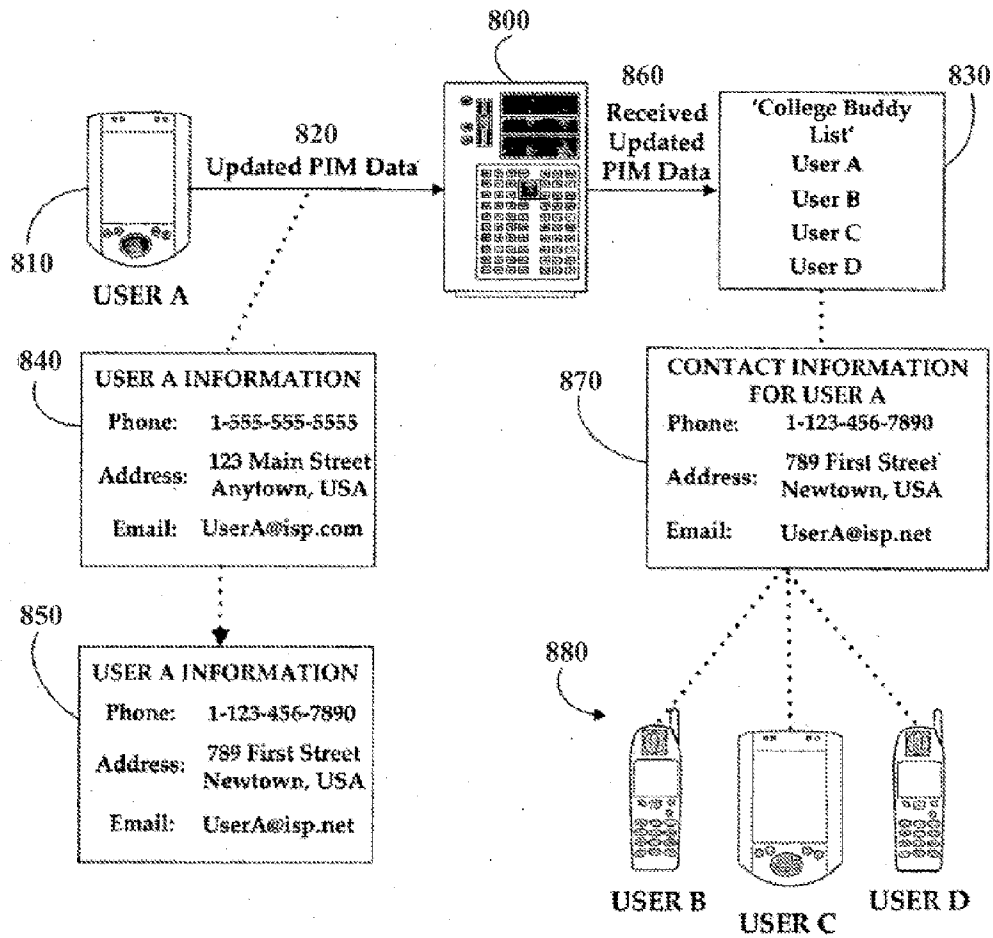 800
820
Updated PIM Data
860
Received
Updated
PIM Data
830
'College Buddy
List'
User A
User B
User C
User D
810
USER A
840
USER A INFORMATION
Phone: 1-555-555-5555
Address: 123 Main Street
Anytown, USA
Email: UserA@isp.com
870
CONTACT INFORMATION
FOR USER A
Phone: 1-123-456-7890
Address: 789 First Street
Newtown, USA
Email: UserA@isp.net
850
USER A INFORMATION
Phone: 1-123-456-7890
Address: 789 First Street
Newtown, USA
Email: UserA@isp.net
880
USER B
USER C
USER D